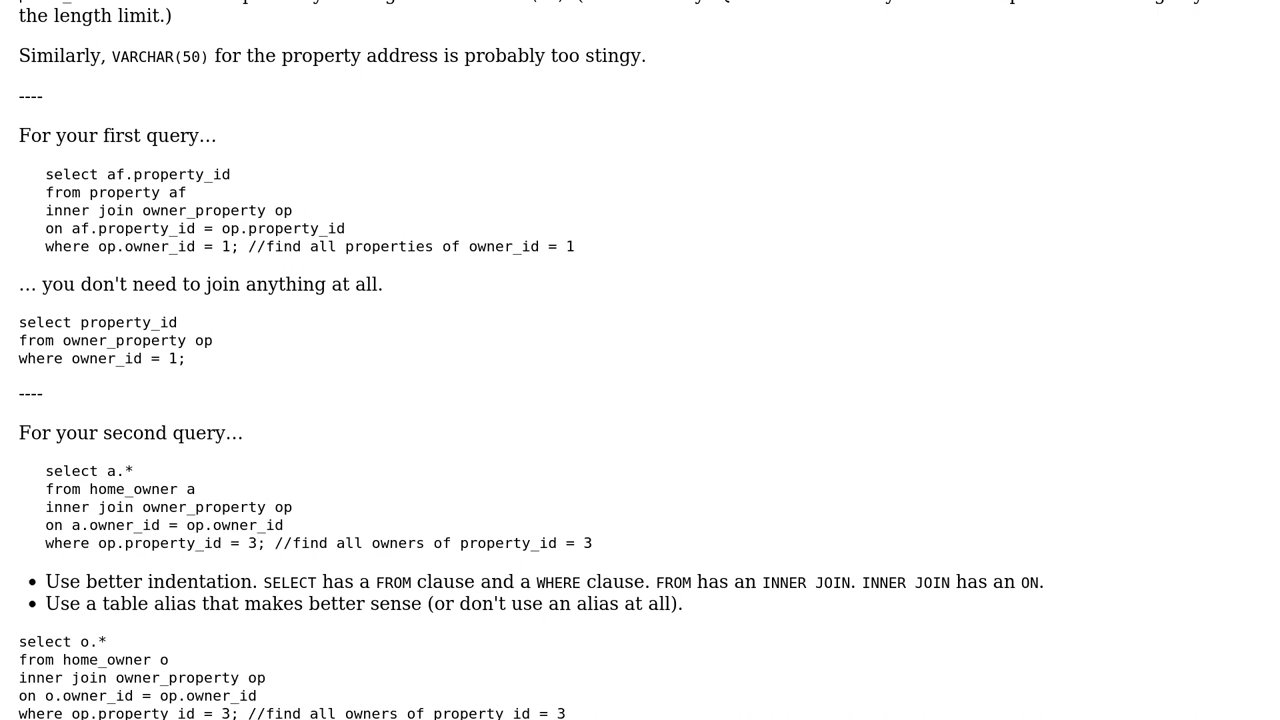 the length limit.)
Similarly, VARCHAR(50) for the property address is probably too stingy.
----
For your first query…
select af.property_id
from property af
inner join owner_property op
on af.property_id = op.property_id
where op.owner_id = 1; //find all properties of owner_id = 1
… you don't need to join anything at all.
select property_id
from owner_property op
where owner_id = 1;
----
For your second query…
select a.*
from home_owner a
inner join owner_property op
on a.owner_id = op.owner_id
where op.property_id = 3; //find all owners of property_id = 3
• Use better indentation. SELECT has a FROM clause and a WHERE clause. FROM has an INNER JOIN. INNER JOIN has an ON.
• Use a table alias that makes better sense (or don't use an alias at all).
select o.*
from home_owner o
inner join owner_property op
on o.owner_id = op.owner_id
where op.property_id = 3; //find all owners of property_id = 3